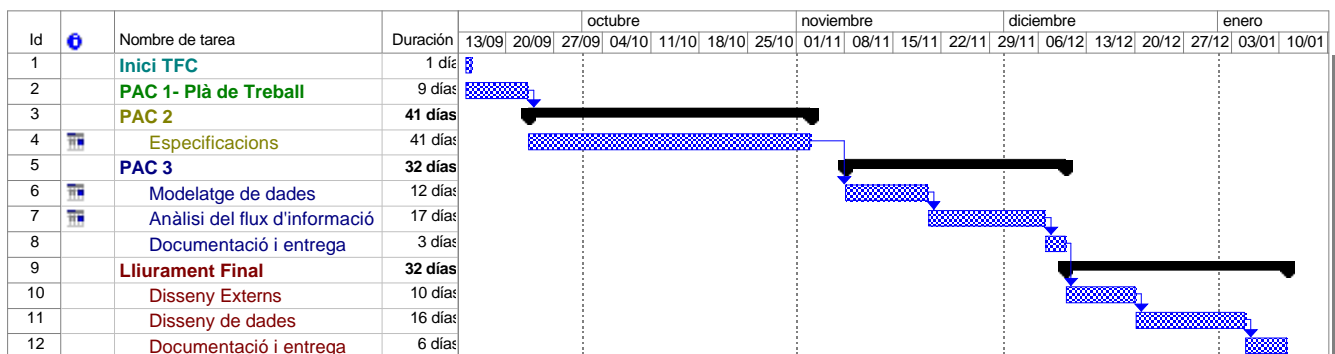 octubre noviembre diciembre enero
Id Nombre de tarea Duración 13/09 20/09 27/09 04/10 11/10 18/10 25/10 01/11 08/11 15/11 22/11 29/11 06/12 13/12 20/12 27/12 03/01 10/01
1 Inici TFC 1 día
2 PAC 1- Plà de Treball 9 días
3 PAC 2 41 días
4 Especificacions 41 días
5 PAC 3 32 días
6 Modelatge de dades 12 días
7 Anàlisi del flux d'informació 17 días
8 Documentació i entrega 3 días
9 Lliurament Final 32 días
10 Disseny Externs 10 días
11 Disseny de dades 16 días
12 Documentació i entrega 6 días